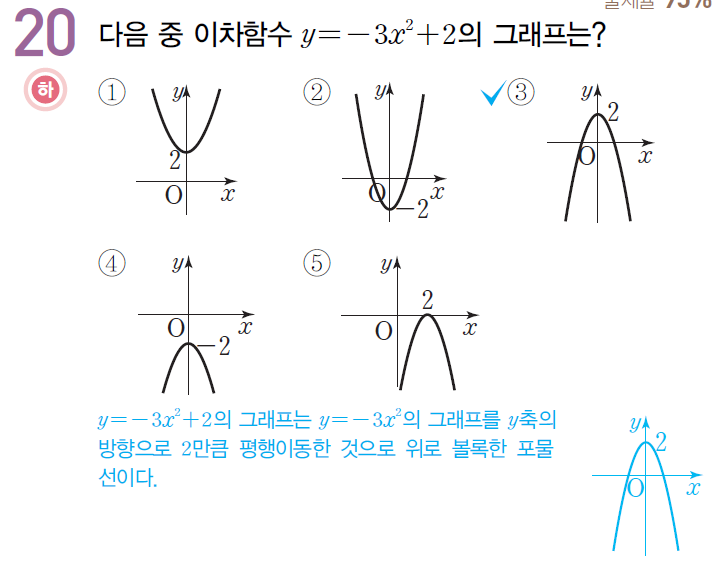 출제율 95%
20 다음 중 이차함수 y=-3x²+2의 그래프는?
하
① y 2 O x
② y O x -2
③ y 2 O x
④ y O x -2
⑤ y 2 O x
y=-3x²+2의 그래프는 y=-3x²의 그래프를 y축의
방향으로 2만큼 평행이동한 것으로 위로 볼록한 포물
선이다.
y 2 O x